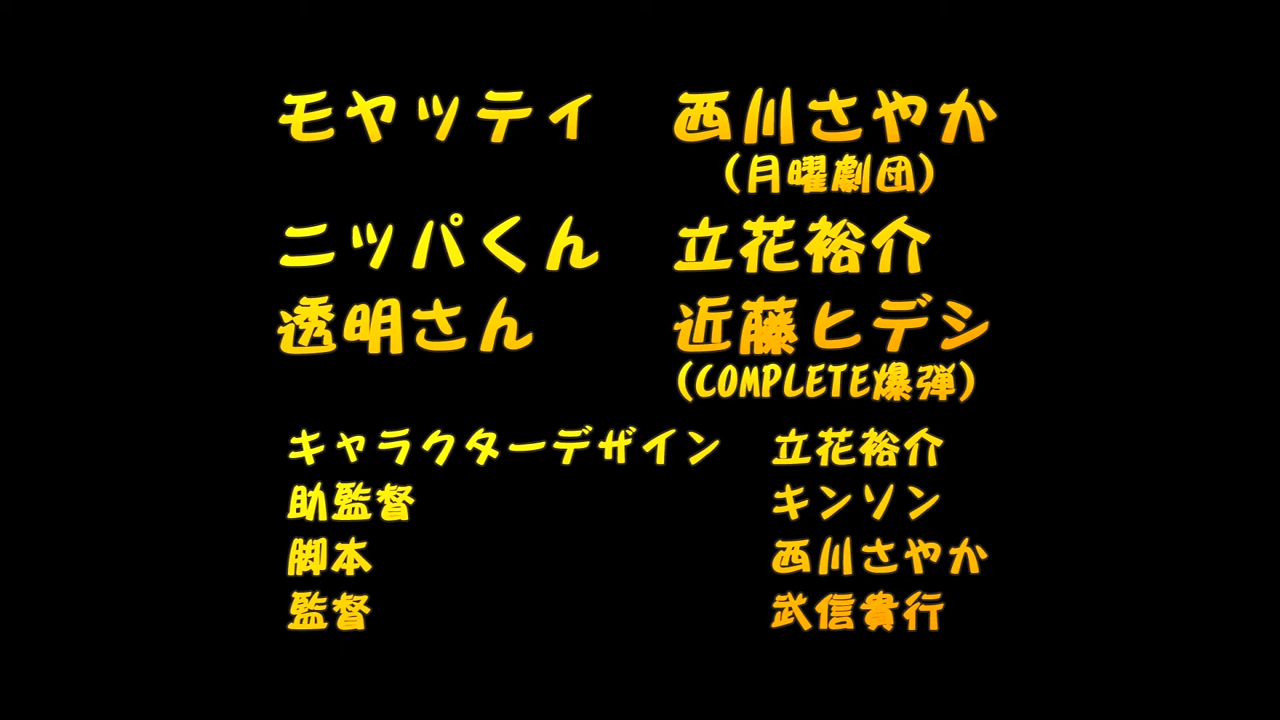 モヤッティ 西川さやか
(月曜劇団)
ニッパくん 立花裕介
透明さん 近藤ヒデシ
(COMPLETE爆弾)
キャラクターデザイン 立花裕介
助監督 キンソン
脚本 西川さやか
監督 武信貴行